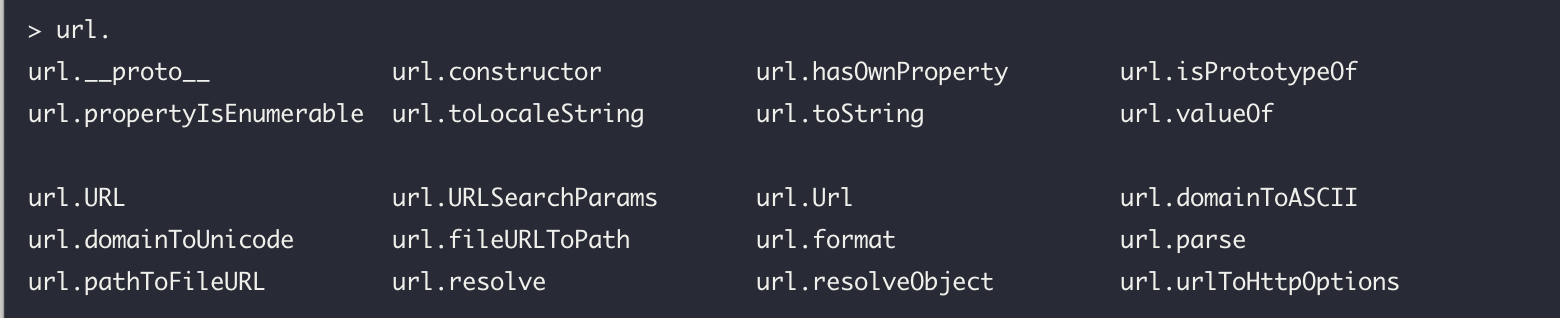 > url.
url.__proto__ url.constructor url.hasOwnProperty url.isPrototypeOf
url.propertyIsEnumerable url.toLocaleString url.toString url.valueOf
url.URL url.URLSearchParams url.Url url.domainToASCII
url.domainToUnicode url.fileURLToPath url.format url.parse
url.pathToFileURL url.resolve url.resolveObject url.urlToHttpOptions